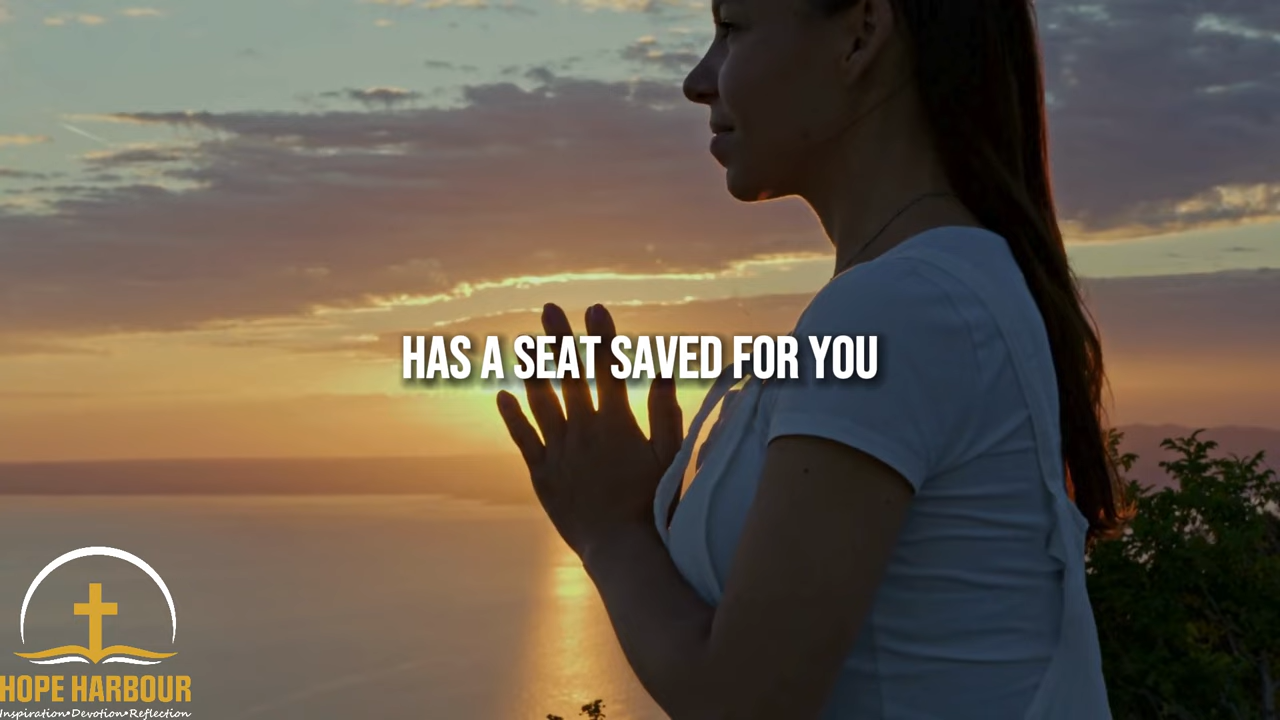 HAS A SEAT SAVED FOR YOU
HOPE HARBOUR
Inspiration•Devotion•Reflection